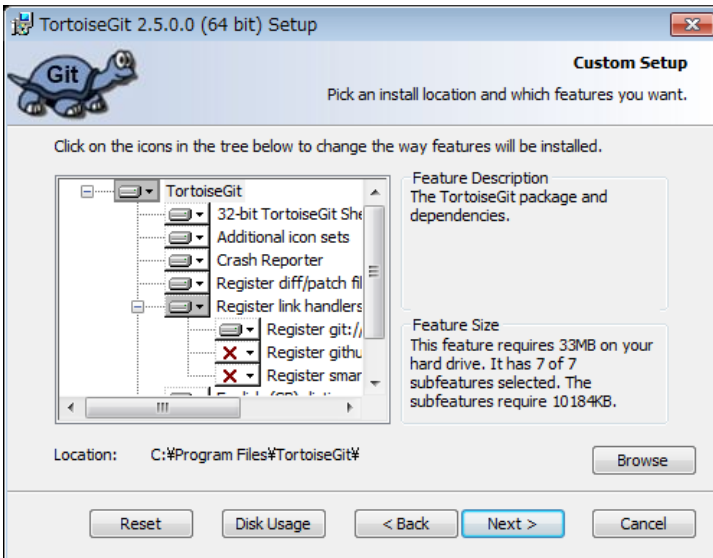 TortoiseGit 2.5.0.0 (64 bit) Setup
Git
Custom Setup
Pick an install location and which features you want.
Click on the icons in the tree below to change the way features will be installed.
TortoiseGit
32-bit TortoiseGit She
Additional icon sets
Crash Reporter
Register diff/patch fil
Register link handlers
Register git://
Register githu
Register smar
Feature Description
The TortoiseGit package and
dependencies.
Feature Size
This feature requires 33MB on your
hard drive. It has 7 of 7
subfeatures selected. The
subfeatures require 10184KB.
Location: C:¥Program Files¥TortoiseGit¥
Browse
Reset Disk Usage < Back Next > Cancel